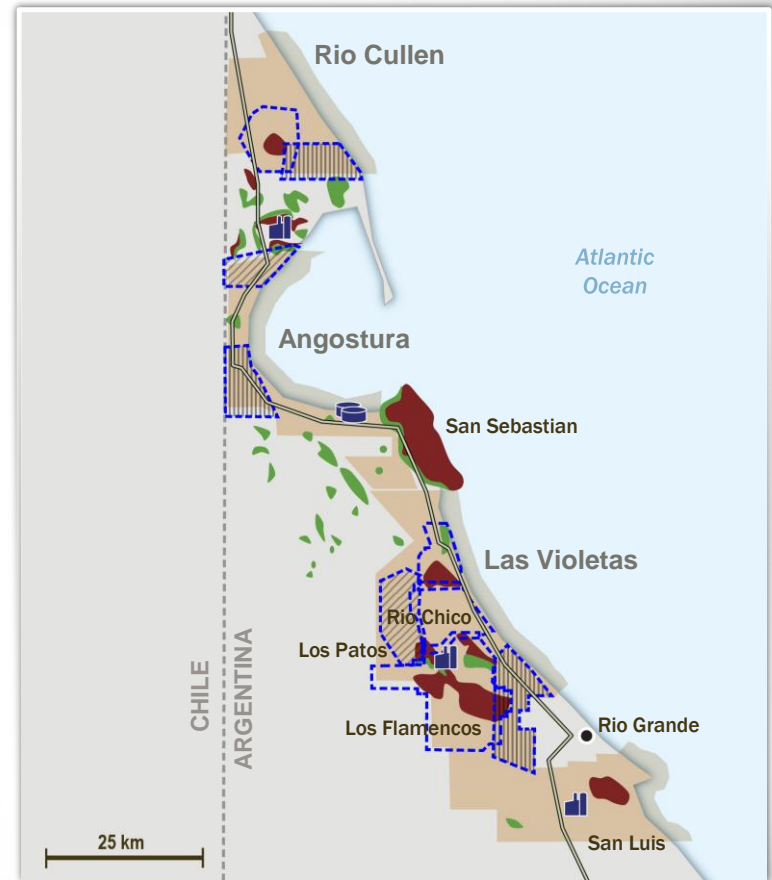 Rio Cullen
Atlantic
Ocean
Angostura
San Sebastian
Las Violetas
Rio Chico
Los Patos
CHILE
ARGENTINA
Los Flamencos
Rio Grande
25 km
San Luis